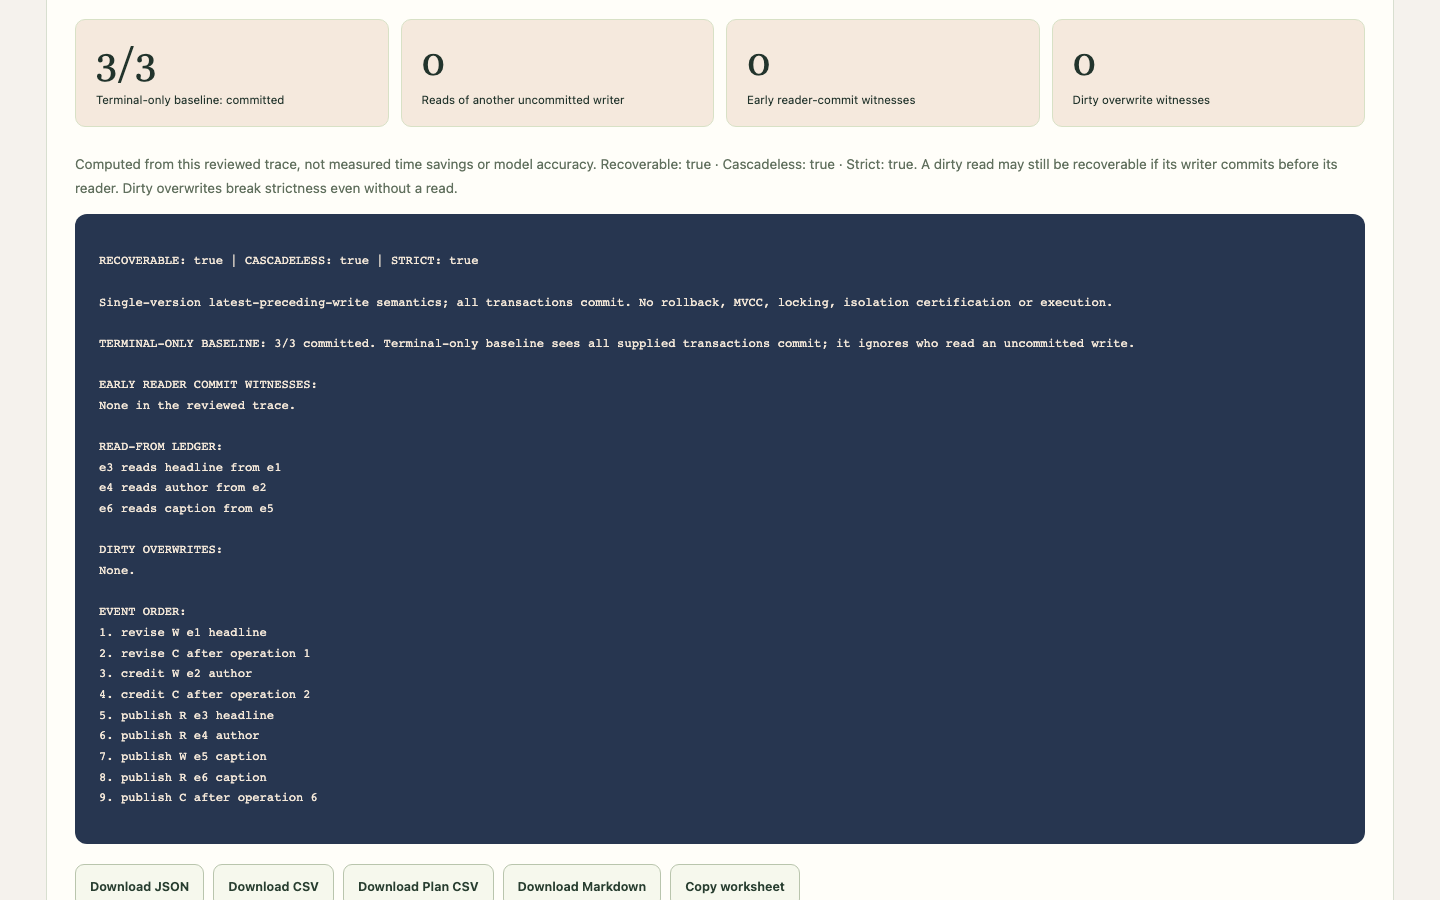 3/3
Terminal-only baseline: committed
0
Reads of another uncommitted writer
0
Early reader-commit witnesses
0
Dirty overwrite witnesses
Computed from this reviewed trace, not measured time savings or model accuracy. Recoverable: true · Cascadeless: true · Strict: true. A dirty read may still be recoverable if its writer commits before its
reader. Dirty overwrites break strictness even without a read.
RECOVERABLE: true | CASCADELESS: true | STRICT: true
Single-version latest-preceding-write semantics; all transactions commit. No rollback, MVCC, locking, isolation certification or execution.
TERMINAL-ONLY BASELINE: 3/3 committed. Terminal-only baseline sees all supplied transactions commit; it ignores who read an uncommitted write.
EARLY READER COMMIT WITNESSES:
None in the reviewed trace.
READ-FROM LEDGER:
e3 reads headline from e1
e4 reads author from e2
e6 reads caption from e5
DIRTY OVERWRITES:
None.
EVENT ORDER:
1. revise W e1 headline
2. revise C after operation 1
3. credit W e2 author
4. credit C after operation 2
5. publish R e3 headline
6. publish R e4 author
7. publish W e5 caption
8. publish R e6 caption
9. publish C after operation 6
Download JSON
Download CSV
Download Plan CSV
Download Markdown
Copy worksheet